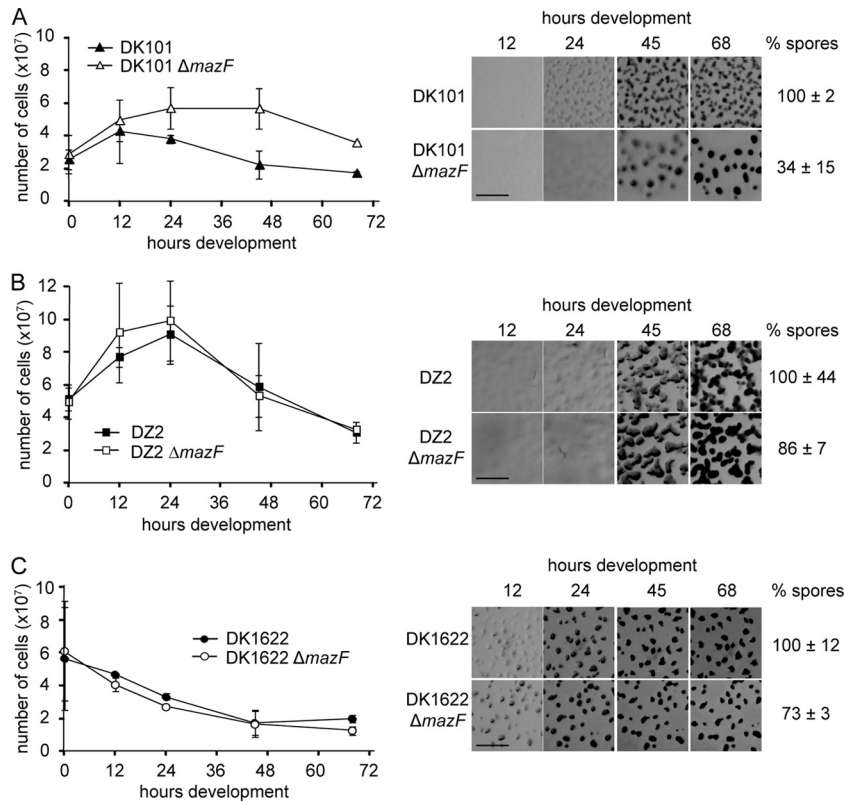 A
number of cells (x10⁷)
10
8
6
4
2
0
DK101
DK101 ΔmazF
0 12 24 36 48 60 72
hours development
hours development
12 24 45 68 % spores
DK101
100 ± 2
DK101
ΔmazF
34 ± 15
B
number of cells (x10⁷)
12
10
8
6
4
2
0
DZ2
DZ2 ΔmazF
0 12 24 36 48 60 72
hours development
hours development
12 24 45 68 % spores
DZ2
100 ± 44
DZ2
ΔmazF
86 ± 7
C
number of cells (x10⁷)
10
8
6
4
2
0
DK1622
DK1622 ΔmazF
0 12 24 36 48 60 72
hours development
hours development
12 24 45 68 % spores
DK1622
100 ± 12
DK1622
ΔmazF
73 ± 3